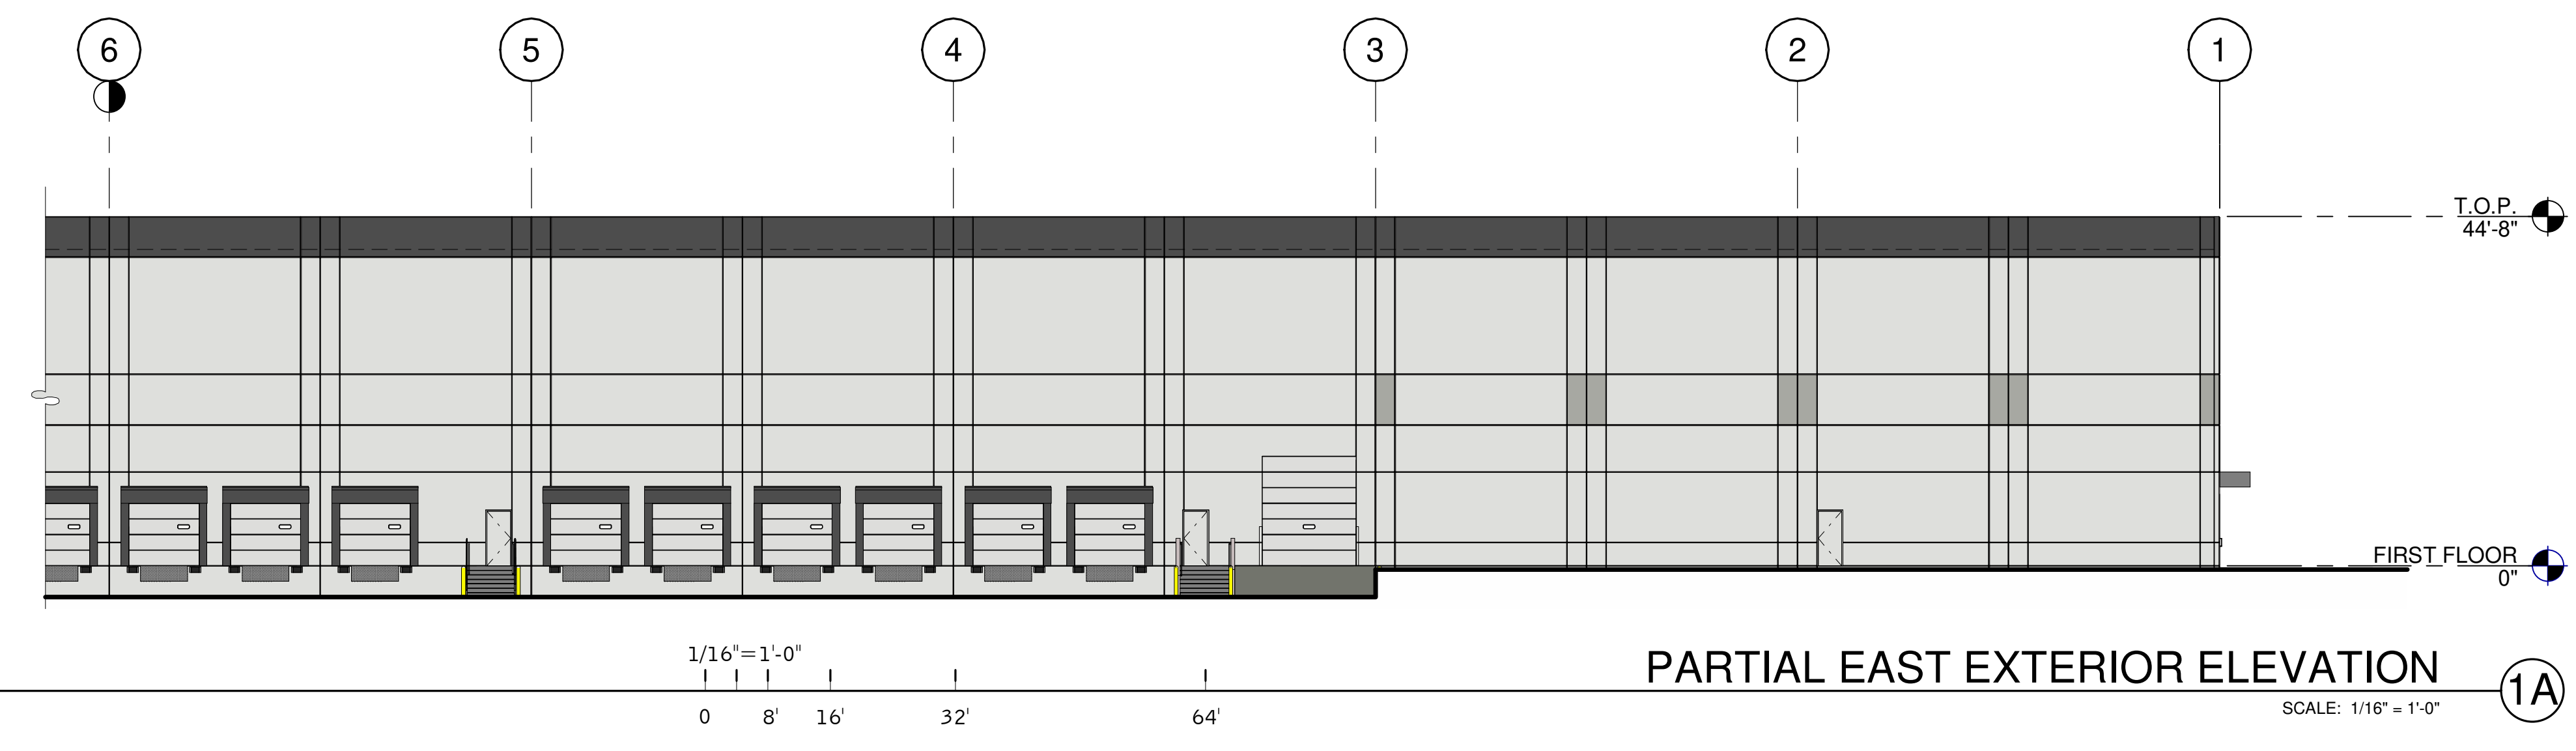 6
5
4
3
2
1
T.O.P.
44'-8"
FIRST FLOOR
0"
1/16"=1'-0"
0
8'
16'
32'
64'
PARTIAL EAST EXTERIOR ELEVATION
SCALE: 1/16" = 1'-0"
1A